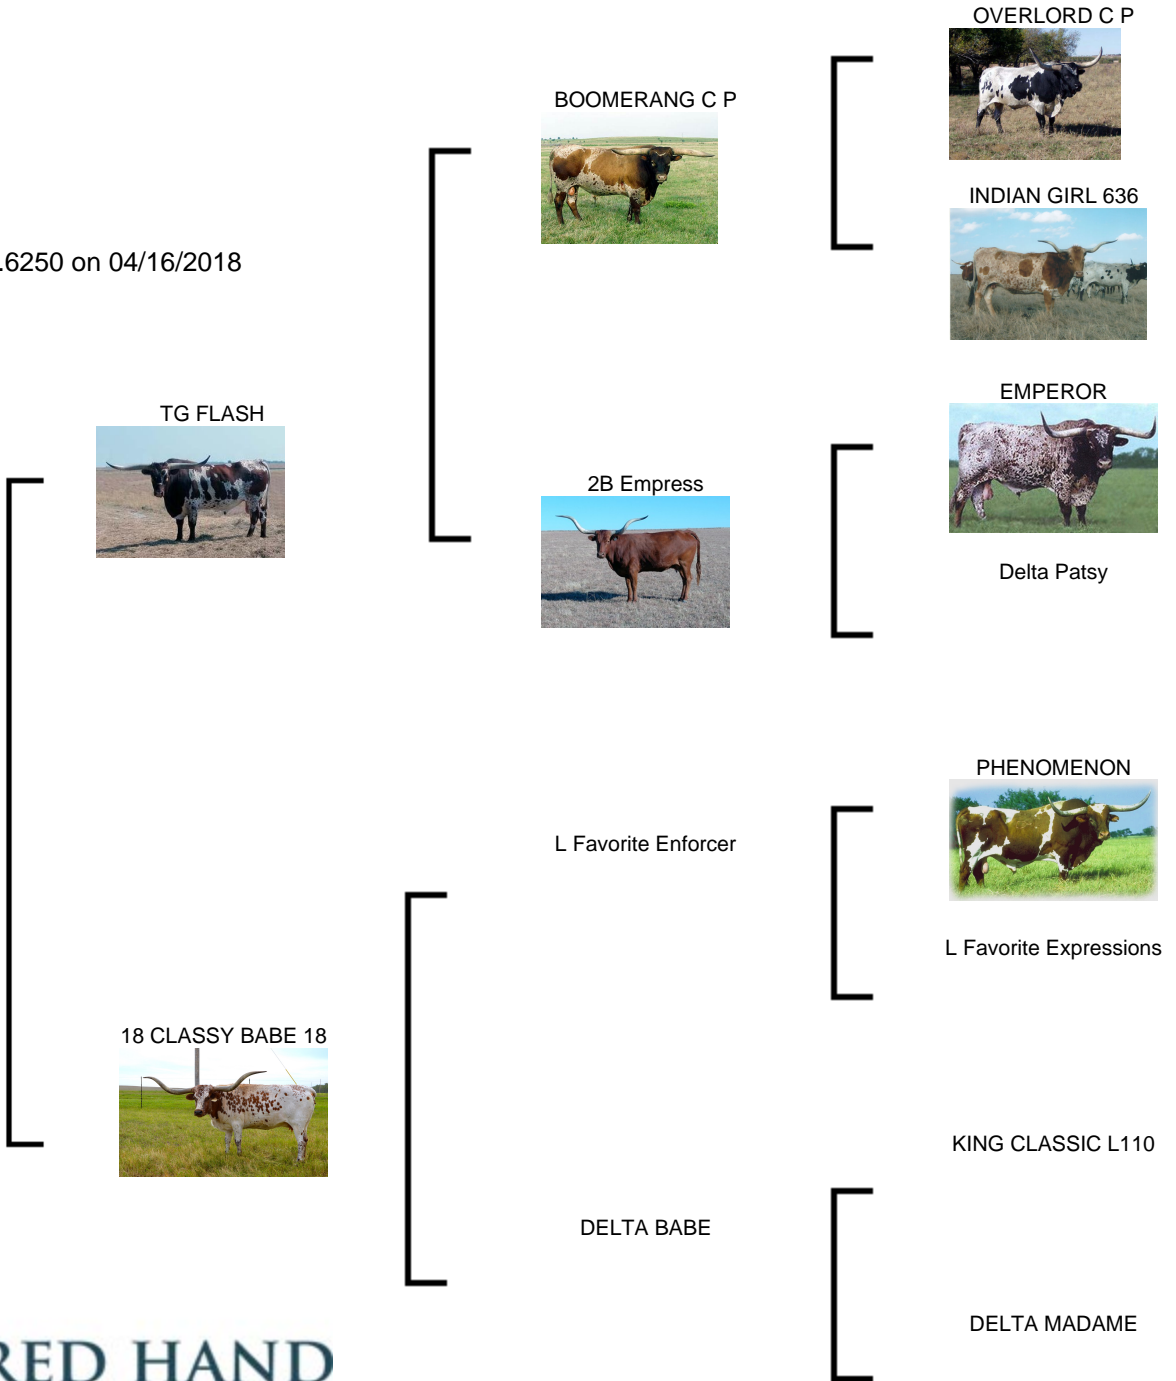 OVERLORD C P
BOOMERANG C P
INDIAN GIRL 636
.6250 on 04/16/2018
EMPEROR
TG FLASH
2B Empress
Delta Patsy
PHENOMENON
L Favorite Enforcer
L Favorite Expressions
18 CLASSY BABE 18
KING CLASSIC L110
DELTA BABE
DELTA MADAME
RED HAND